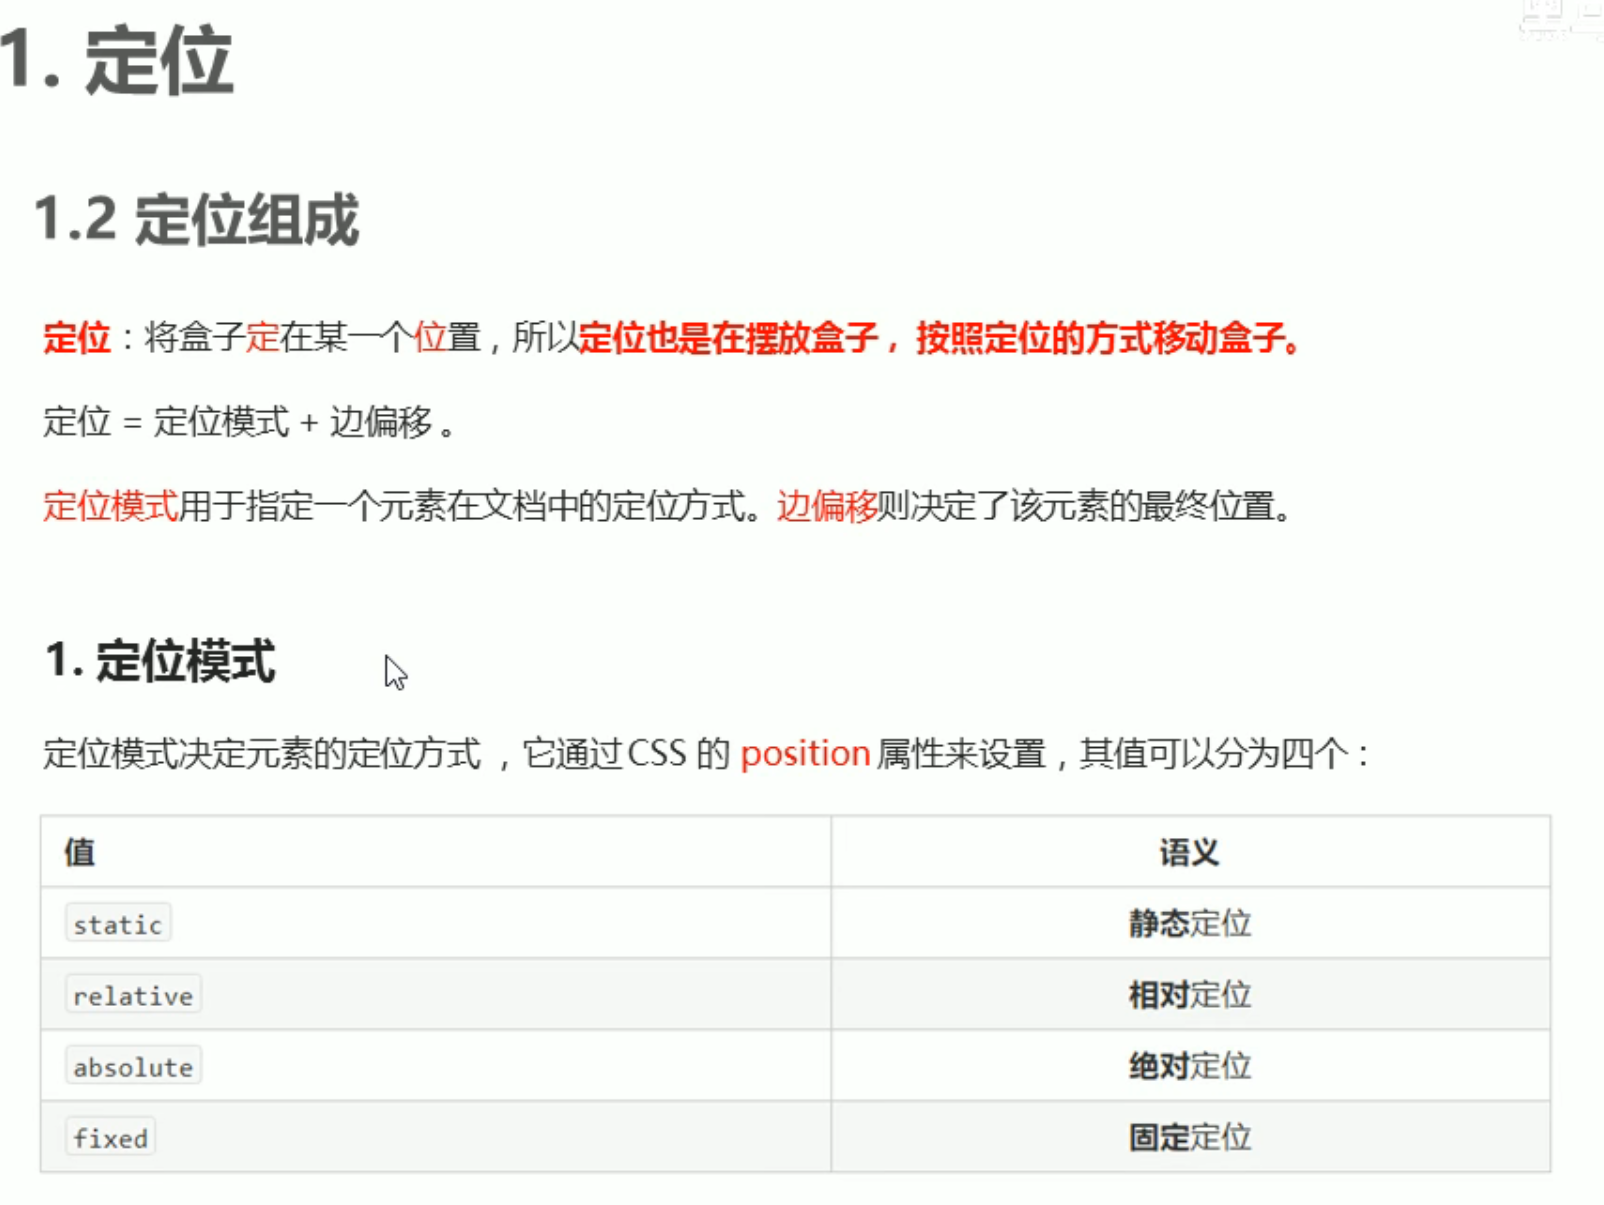 1. 定位
1.2 定位组成
定位：将盒子定在某一个位置，所以定位也是在摆放盒子，按照定位的方式移动盒子。
定位 = 定位模式 + 边偏移 。
定位模式用于指定一个元素在文档中的定位方式。边偏移则决定了该元素的最终位置。
1. 定位模式
定位模式决定元素的定位方式 ，它通过CSS 的 position 属性来设置，其值可以分为四个：
值 语义
static 静态定位
relative 相对定位
absolute 绝对定位
fixed 固定定位